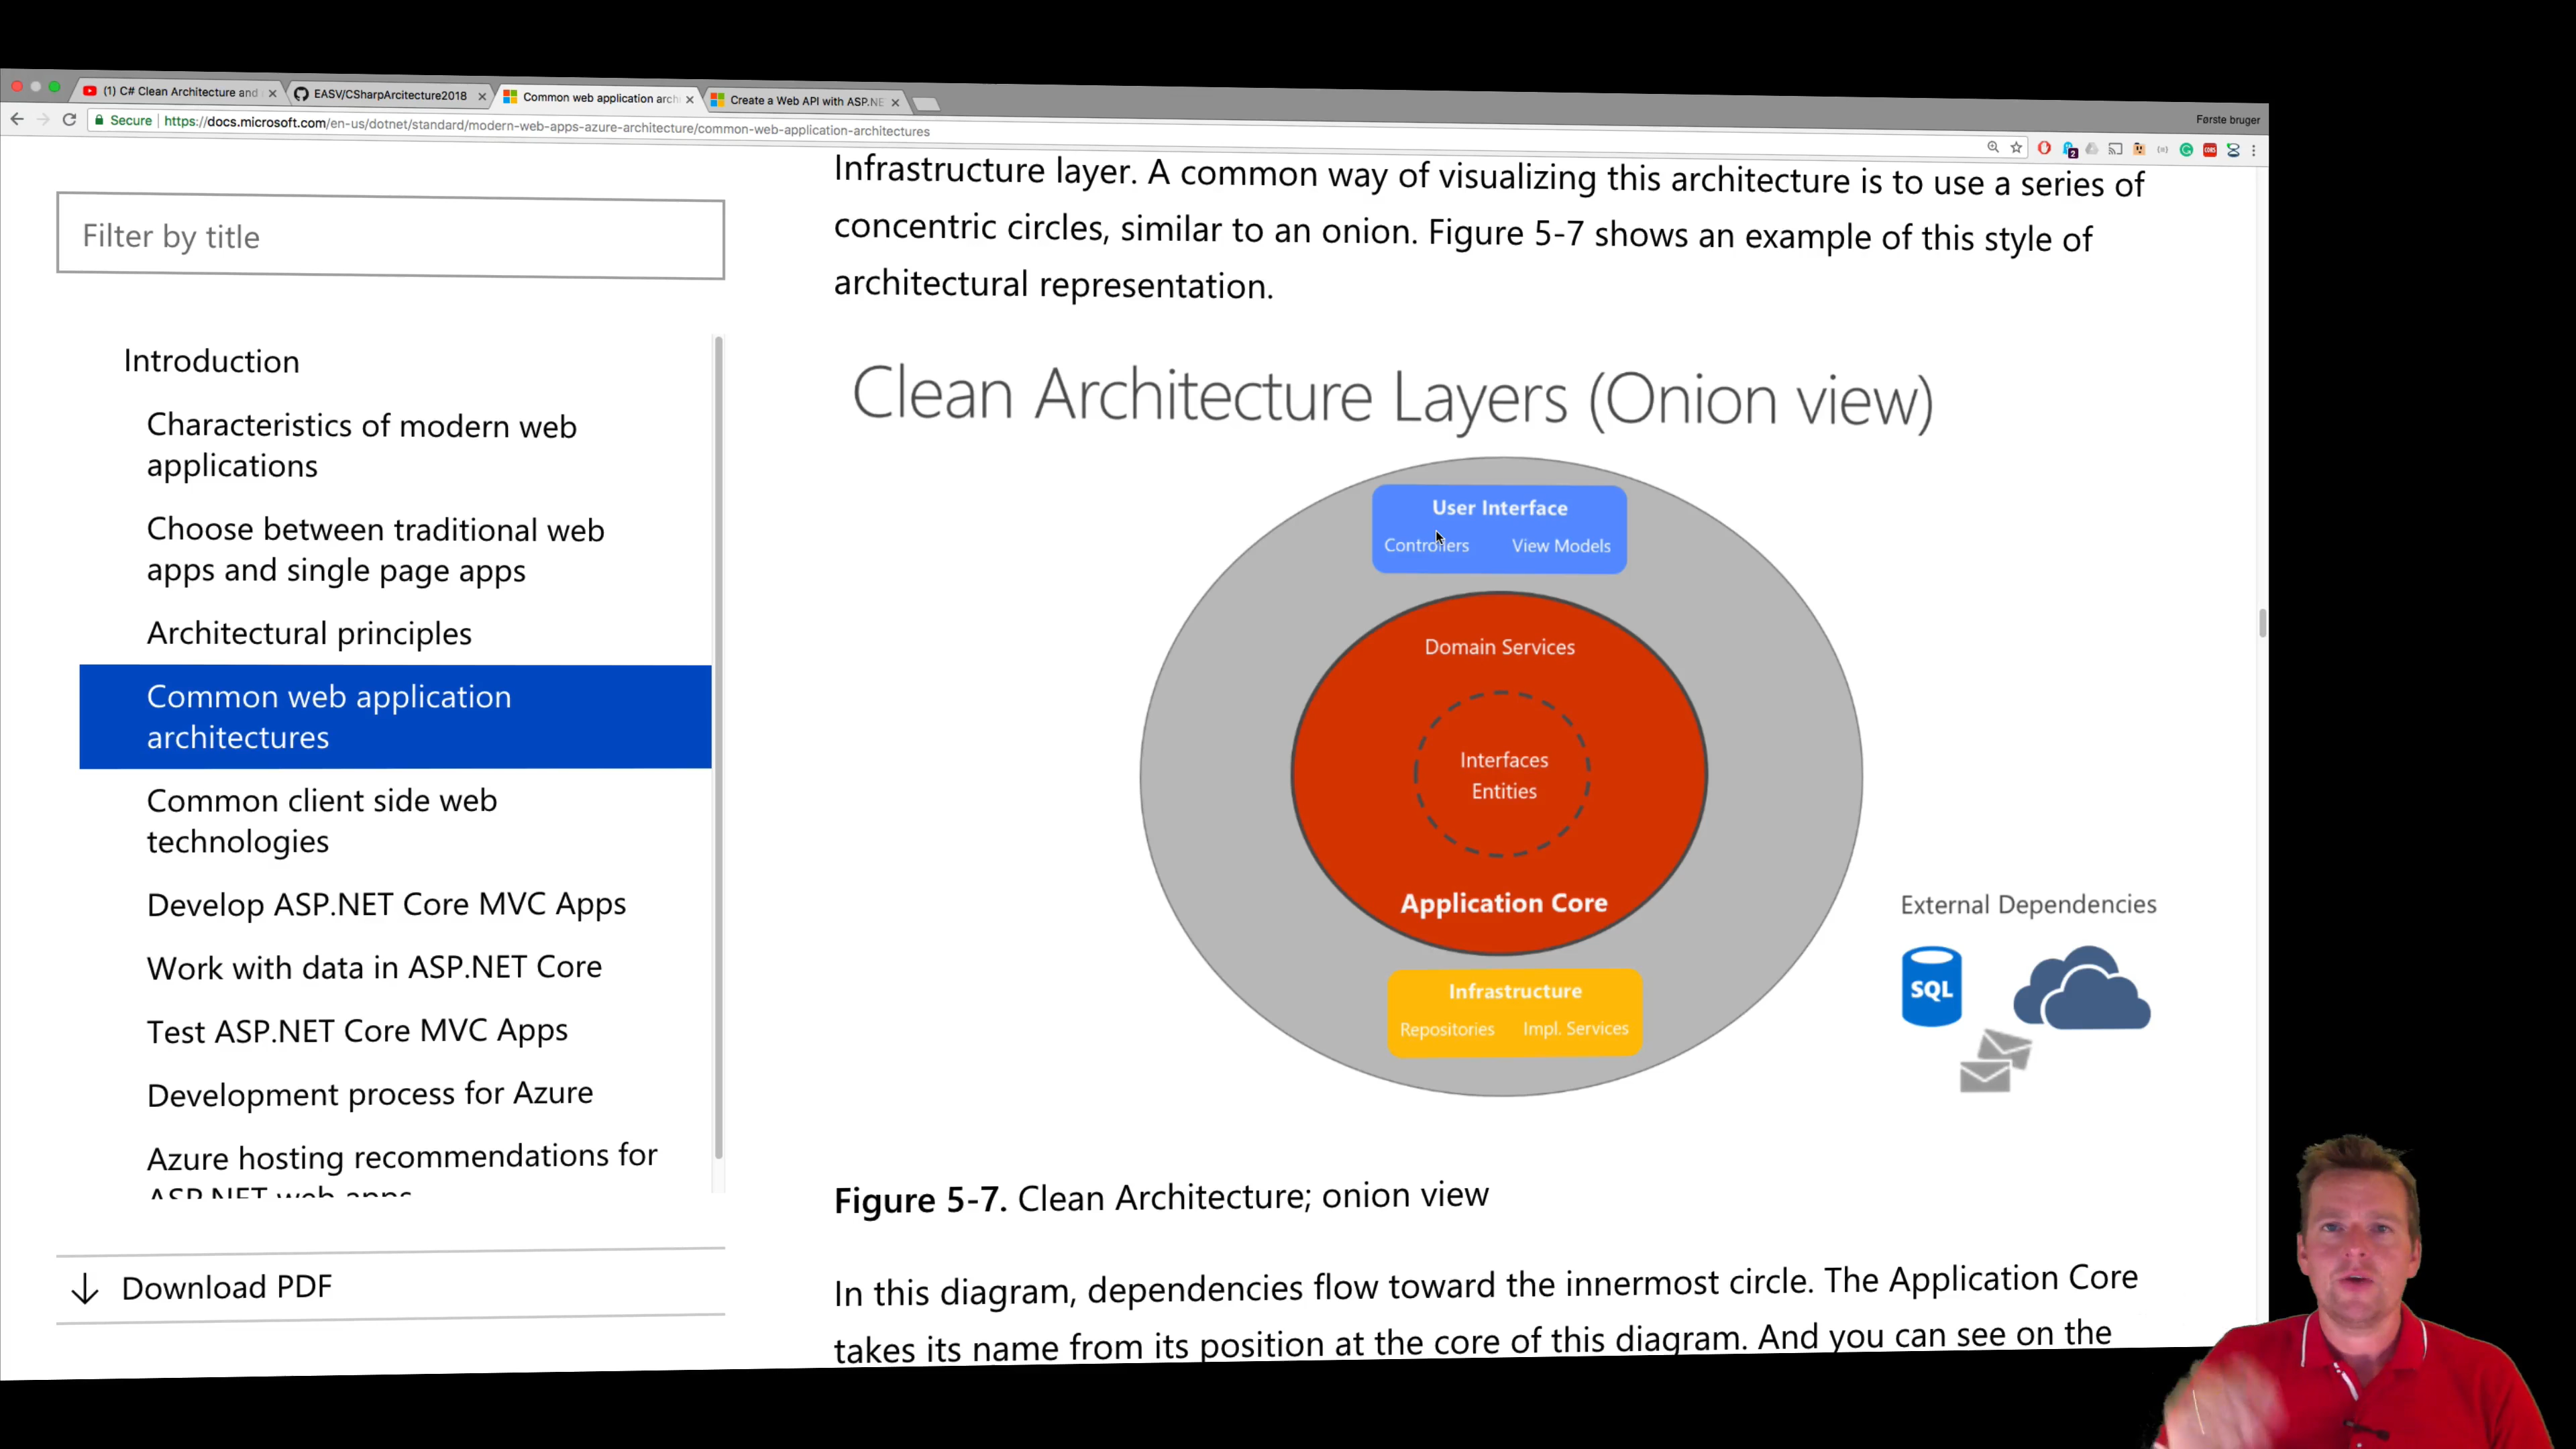 (1) C# Clean Architecture and
EASV/CSharpArcitecture2018
Common web application arch
Create a Web API with ASP.NE
Første bruger
Secure | https://docs.microsoft.com/en-us/dotnet/standard/modern-web-apps-azure-architecture/common-web-application-architectures
2
Filter by title
Introduction
Characteristics of modern web
applications
Choose between traditional web
apps and single page apps
Architectural principles
Common web application
architectures
Common client side web
technologies
Develop ASP.NET Core MVC Apps
Work with data in ASP.NET Core
Test ASP.NET Core MVC Apps
Development process for Azure
Azure hosting recommendations for
ASP.NET web apps
Download PDF
Infrastructure layer. A common way of visualizing this architecture is to use a series of
concentric circles, similar to an onion. Figure 5-7 shows an example of this style of
architectural representation.
Clean Architecture Layers (Onion view)
User Interface
Controllers View Models
Domain Services
Interfaces
Entities
Application Core
Infrastructure
Repositories Impl. Services
External Dependencies
SQL
Figure 5-7. Clean Architecture; onion view
In this diagram, dependencies flow toward the innermost circle. The Application Core
takes its name from its position at the core of this diagram. And you can see on the